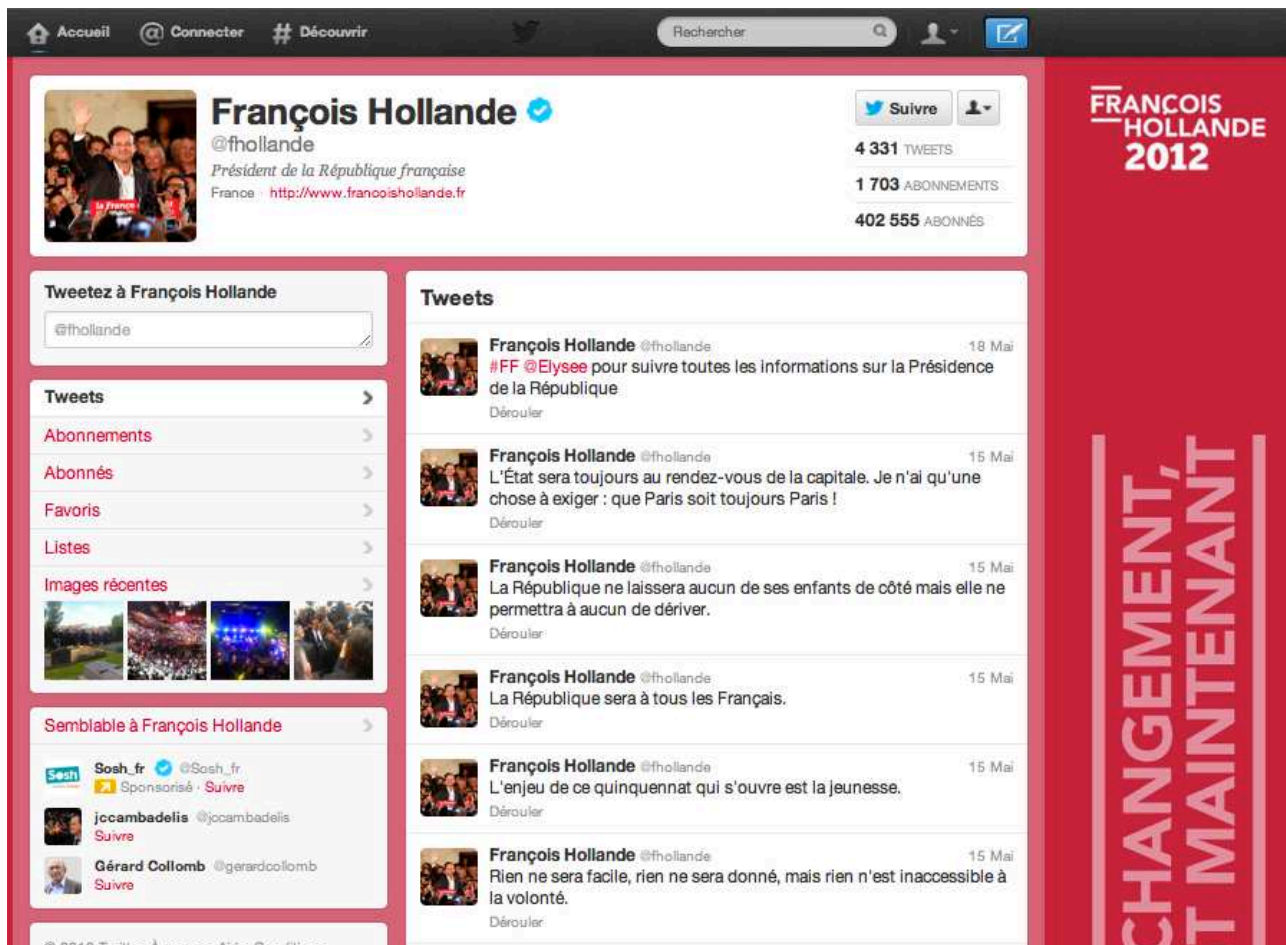 Accueil
@ Connecter
# Découvrir
Rechercher
François Hollande
@fhollande
Président de la République française
France · http://www.francoishollande.fr
Suivre
4 331 TWEETS
1 703 ABONNEMENTS
402 555 ABONNÉS
FRANÇOIS
HOLLANDE
2012
Tweetez à François Hollande
@fhollande
Tweets
Abonnements
Abonnés
Favoris
Listes
Images récentes
Semblable à François Hollande
Sosh
Sosh_fr @Sosh_fr
Sponsorisé · Suivre
jccambadelis @jccambadelis
Suivre
Gérard Collomb @gerardcollomb
Suivre
Tweets
François Hollande @fhollande 18 Mai
#FF @Elysee pour suivre toutes les informations sur la Présidence
de la République
Dérouler
François Hollande @fhollande 15 Mai
L'État sera toujours au rendez-vous de la capitale. Je n'ai qu'une
chose à exiger : que Paris soit toujours Paris !
Dérouler
François Hollande @fhollande 15 Mai
La République ne laissera aucun de ses enfants de côté mais elle ne
permettra à aucun de dériver.
Dérouler
François Hollande @fhollande 15 Mai
La République sera à tous les Français.
Dérouler
François Hollande @fhollande 15 Mai
L'enjeu de ce quinquennat qui s'ouvre est la jeunesse.
Dérouler
François Hollande @fhollande 15 Mai
Rien ne sera facile, rien ne sera donné, mais rien n'est inaccessible à
la volonté.
Dérouler
CHANGEMENT,
T MAINTENANT